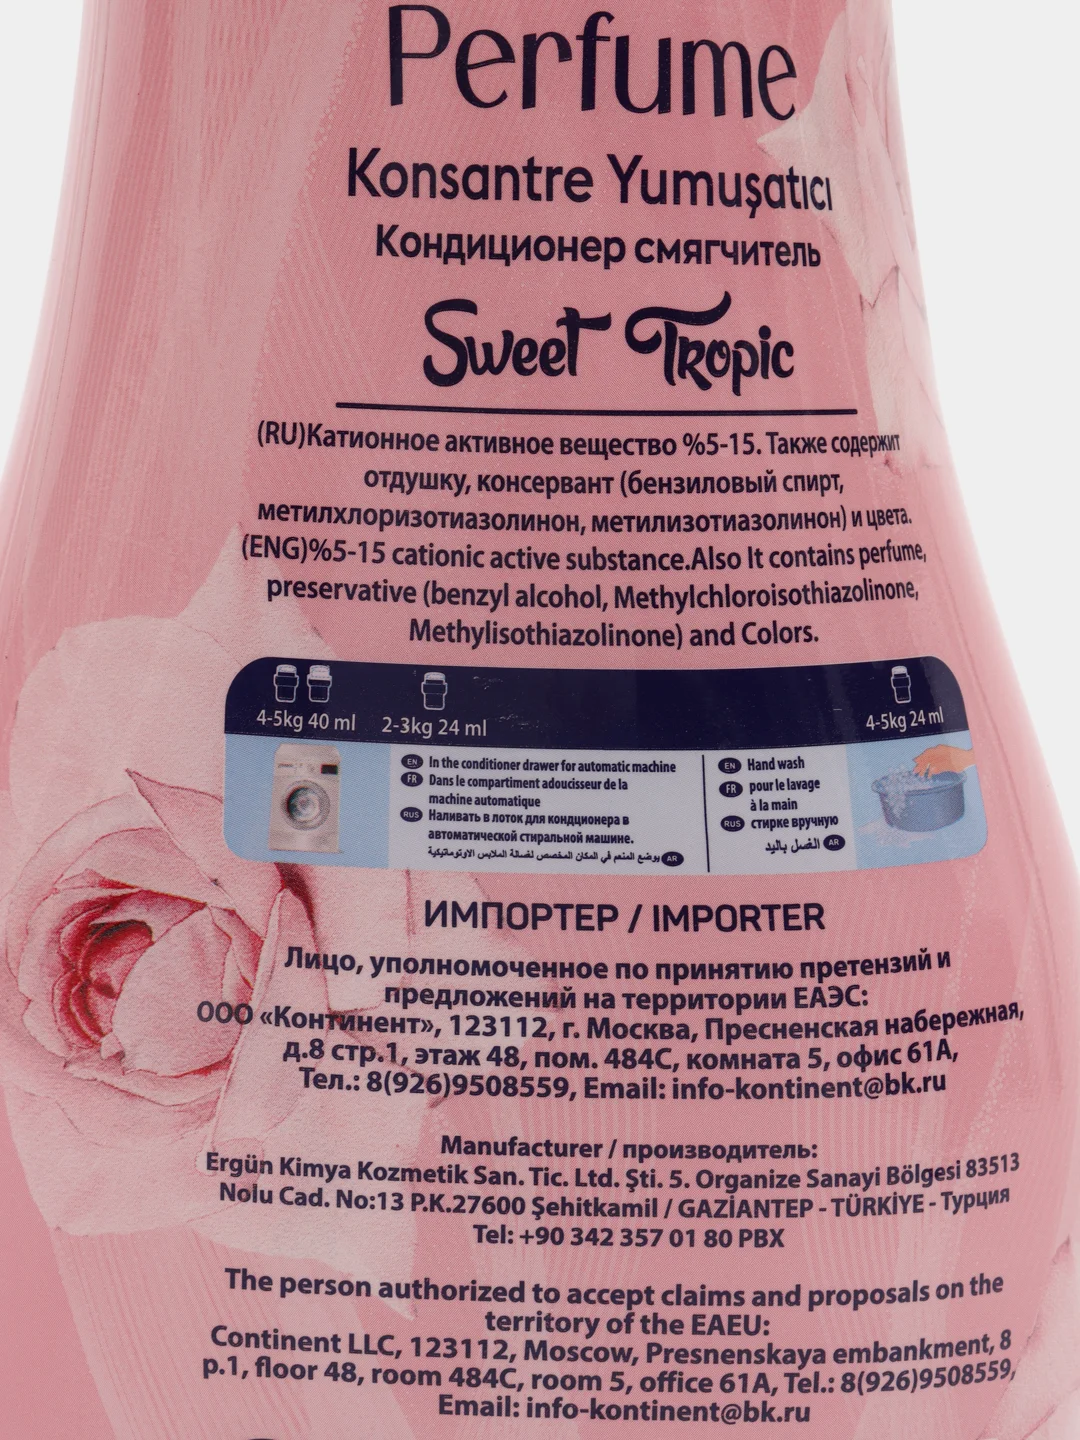 Perfume
Konsantre Yumuşatıcı
Кондиционер смягчитель
Sweet Tropic
(RU)Катионное активное вещество %5-15. Также содержит
отдушку, консервант (бензиловый спирт,
метилхлоризотиазолинон, метилизотиазолинон) и цвета.
(ENG)%5-15 cationic active substance.Also It contains perfume,
preservative (benzyl alcohol, Methylchloroisothiazolinone,
Methylisothiazolinone) and Colors.
4-5kg 40 ml 2-3kg 24 ml 4-5kg 24 ml
EN In the conditioner drawer for automatic machine
FR Dans le compartiment adoucisseur de la
machine automatique
RUS Наливать в лоток для кондционера в
автоматической стиральной машине.
يوضع المنعم في المكان المخصص لغسالة الملابس الاوتوماتيكية AR
EN Hand wash
FR pour le lavage
à la main
RUS стирке вручную
الغسل باليد AR
ИМПОРТЕР / IMPORTER
Лицо, уполномоченное по принятию претензий и
предложений на территории ЕАЭС:
ООО «Континент», 123112, г. Москва, Пресненская набережная,
д.8 стр.1, этаж 48, пом. 484С, комната 5, офис 61А,
Тел.: 8(926)9508559, Email: info-kontinent@bk.ru
Manufacturer / производитель:
Ergün Kimya Kozmetik San. Tic. Ltd. Şti. 5. Organize Sanayi Bölgesi 83513
Nolu Cad. No:13 P.K.27600 Şehitkamil / GAZİANTEP - TÜRKİYE - Турция
Tel: +90 342 357 01 80 PBX
The person authorized to accept claims and proposals on the
territory of the EAEU:
Continent LLC, 123112, Moscow, Presnenskaya embankment, 8
p.1, floor 48, room 484C, room 5, office 61A, Tel.: 8(926)9508559,
Email: info-kontinent@bk.ru